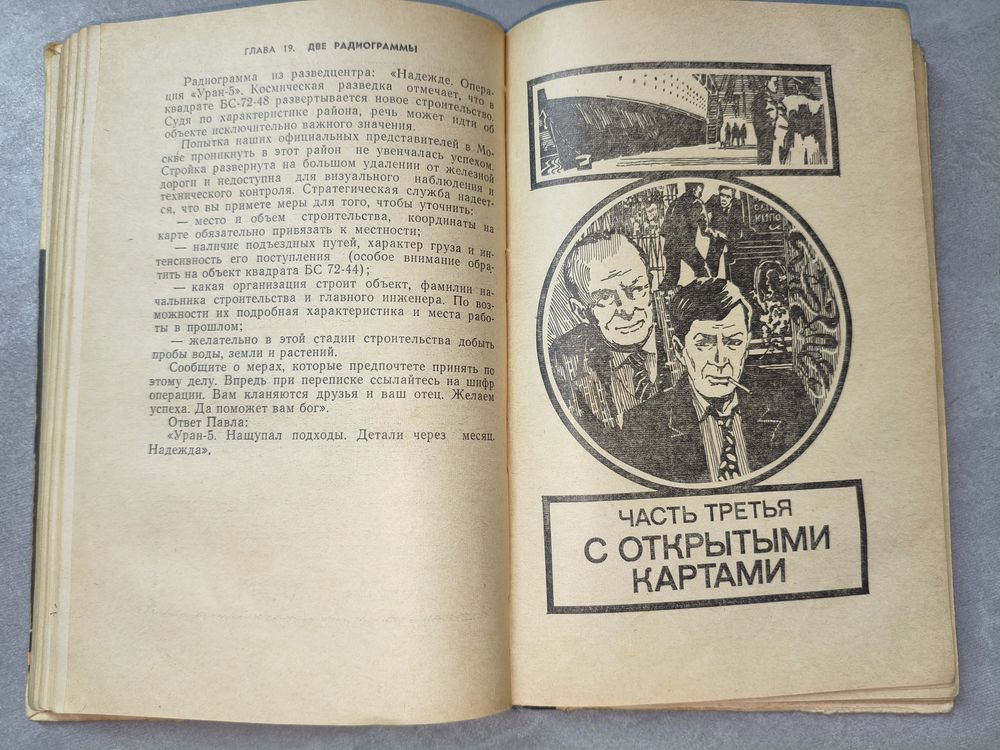 ГЛАВА 19. ДВЕ РАДИОГРАММЫ
Радиограмма из разведцентра: «Надежде. Опера-
ция «Уран-5». Космическая разведка отмечает, что в
квадрате БС-72-48 развертывается новое строительство.
Судя по характеристике района, речь может идти об
объекте исключительно важного значения.
Попытка наших официальных представителей в Мо-
скве проникнуть в этот район не увенчалась успехом.
Стройка развернута на большом удалении от железной
дороги и недоступна для визуального наблюдения и
технического контроля. Стратегическая служба надеет-
ся, что вы примете меры для того, чтобы уточнить:
— место и объем строительства, координаты на
карте обязательно привязать к местности;
— наличие подъездных путей, характер груза и ин-
тенсивность его поступления (особое внимание обра-
тить на объект квадрата БС 72-44);
— какая организация строит объект, фамилии на-
чальника строительства и главного инженера. По воз-
можности их подробная характеристика и места рабо-
ты в прошлом;
— желательно в этой стадии строительства добыть
пробы воды, земли и растений.
Сообщите о мерах, которые предпочтете принять по
этому делу. Впредь при переписке ссылайтесь на шифр
операции. Вам кланяются друзья и ваш отец. Желаем
успеха. Да поможет вам бог».
Ответ Павла:
«Уран-5. Нащупал подходы. Детали через месяц.
Надежда».
КИПО
ЧАСТЬ ТРЕТЬЯ
С ОТКРЫТЫМИ
КАРТАМИ